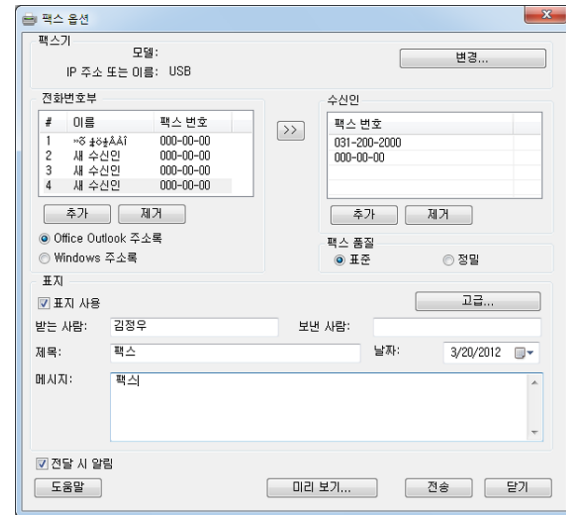 팩스 옵션
팩스기
모델:
변경...
IP 주소 또는 이름: USB
전화번호부
# 이름 팩스 번호
1 000-00-00
2 새 수신인 000-00-00
3 새 수신인 000-00-00
4 새 수신인 000-00-00
>>
수신인
팩스 번호
031-200-2000
000-00-00
추가 제거
추가 제거
Office Outlook 주소록
Windows 주소록
팩스 품질
표준 정밀
표지
표지 사용
고급...
받는 사람: 김정우 보낸 사람:
제목: 팩스 날짜: 3/20/2012
메시지: 팩스
전달 시 알림
도움말 미리 보기... 전송 닫기